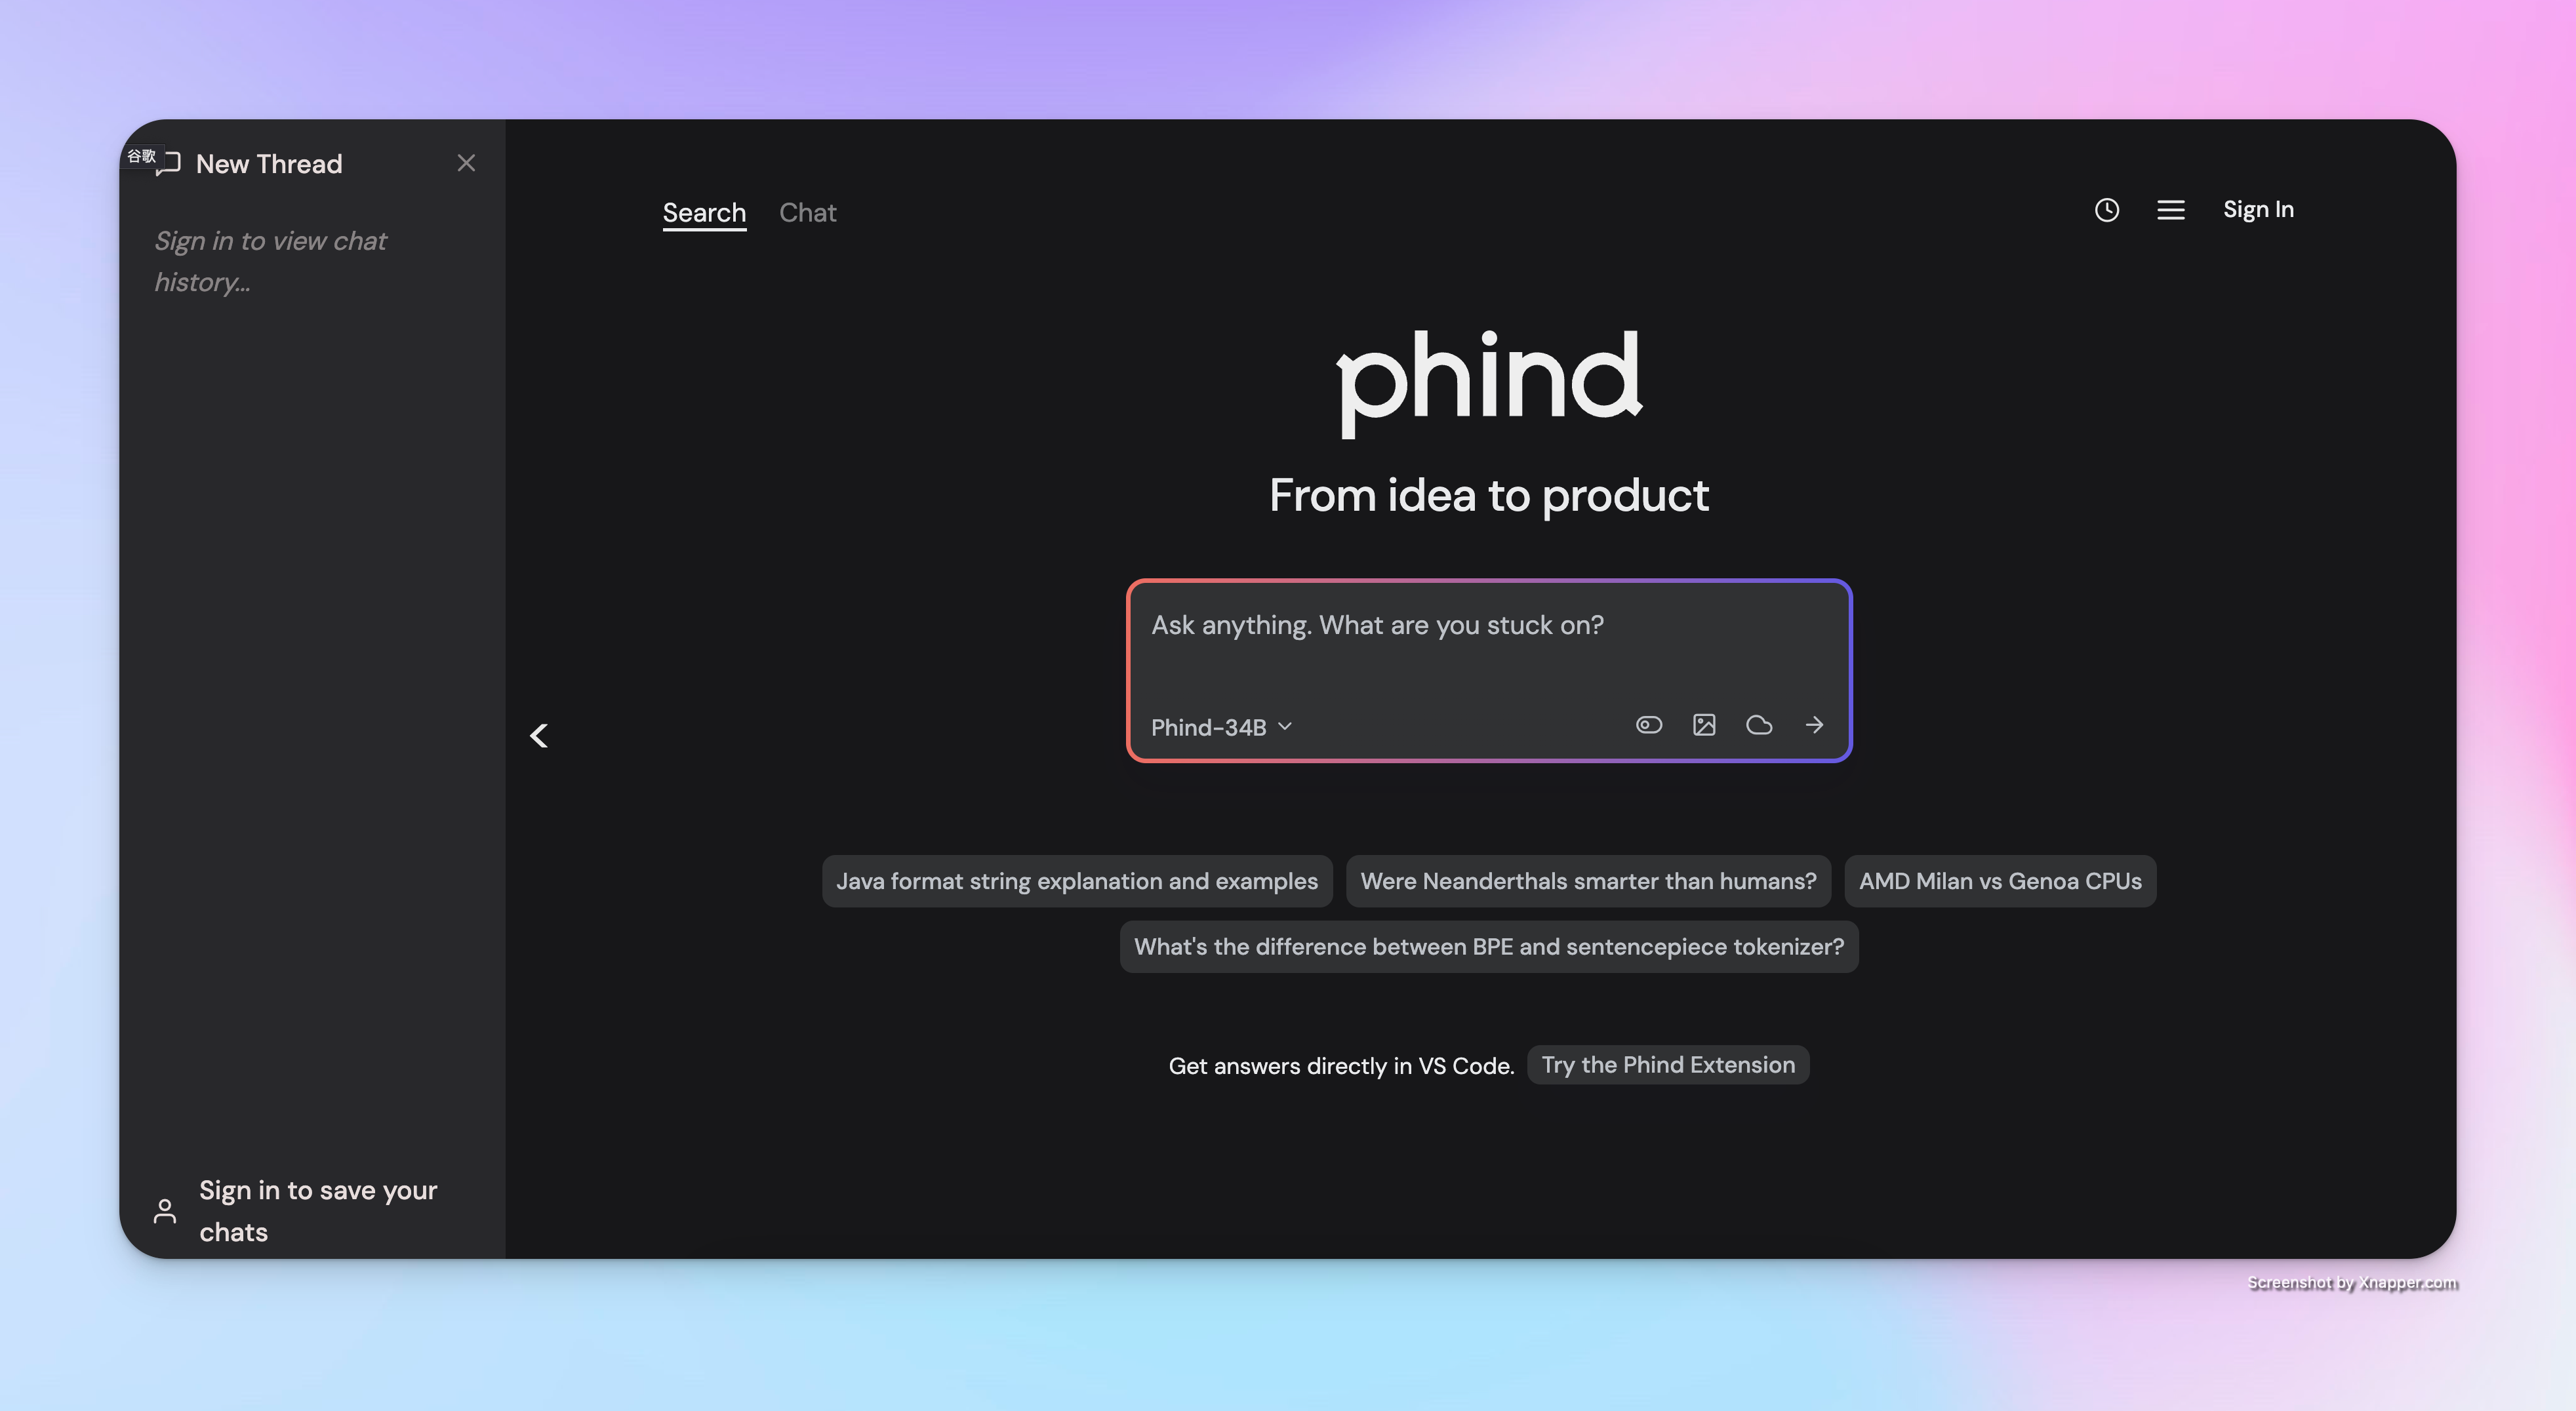 谷歌
New Thread
Sign in to view chat
history...
Search
Chat
Sign In
phind
From idea to product
Ask anything. What are you stuck on?
Phind-34B
Java format string explanation and examples
Were Neanderthals smarter than humans?
AMD Milan vs Genoa CPUs
What's the difference between BPE and sentencepiece tokenizer?
Get answers directly in VS Code.
Try the Phind Extension
Sign in to save your
chats
Screenshot by Xnapper.com